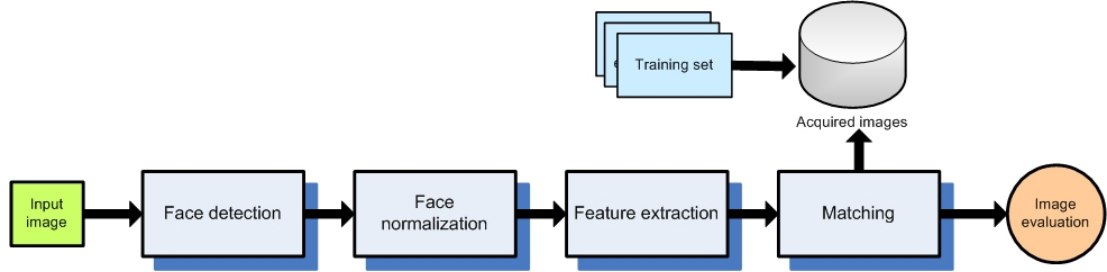 Training set
Acquired images
Input
image
Face detection
Face
normalization
Feature extraction
Matching
Image
evaluation